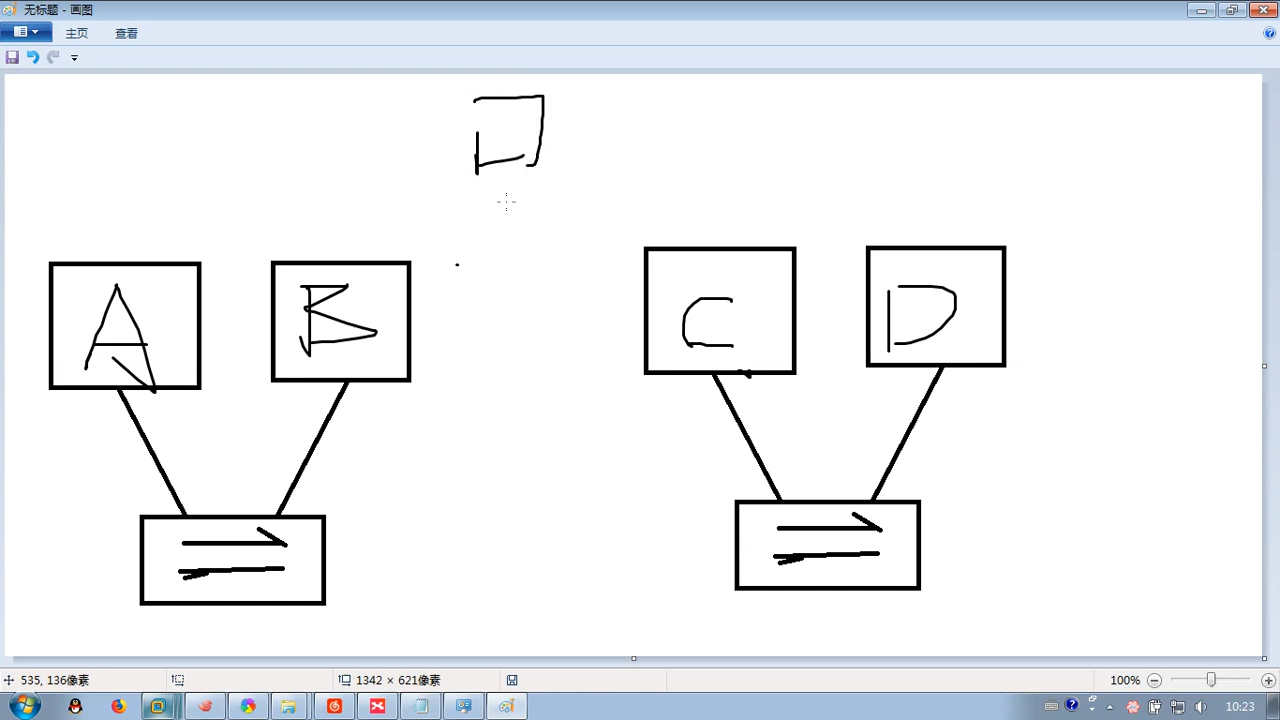 无标题 - 画图
主页
查看
A
B
C
D
535, 136像素
1342 × 621像素
100%
10:23